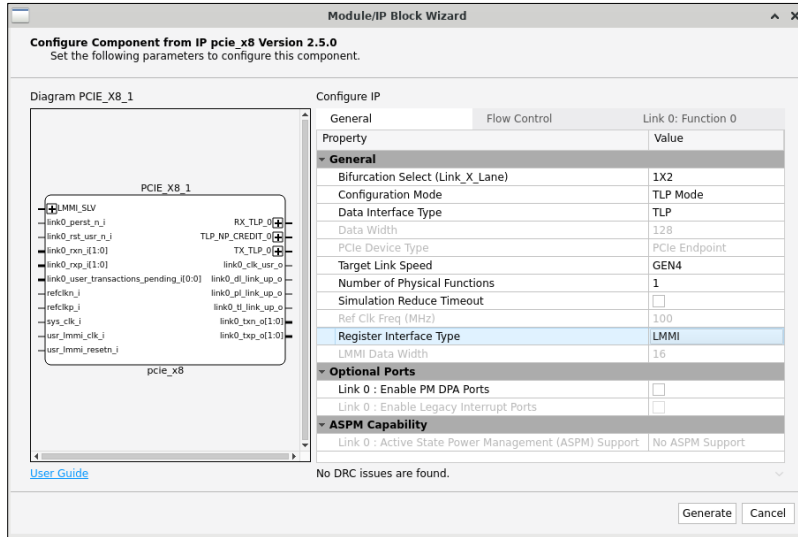 Module/IP Block Wizard
Configure Component from IP pcie_x8 Version 2.5.0
Set the following parameters to configure this component.
Diagram PCIE_X8_1
PCIE_X8_1
LMMI_SLV
link0_perst_n_i
link0_rst_usr_n_i
link0_rxn_i[1:0]
link0_rxp_i[1:0]
link0_user_transactions_pending_i[0:0]
refclkn_i
refclkp_i
sys_clk_i
usr_lmmi_clk_i
usr_lmmi_resetn_i
RX_TLP_0
TLP_NP_CREDIT_0
TX_TLP_0
link0_clk_usr_o
link0_dl_link_up_o
link0_pl_link_up_o
link0_tl_link_up_o
link0_txn_o[1:0]
link0_txp_o[1:0]
pcie_x8
User Guide
Configure IP
General Flow Control Link 0: Function 0
Property Value
General
Bifurcation Select (Link_X_Lane) 1X2
Configuration Mode TLP Mode
Data Interface Type TLP
Data Width 128
PCIe Device Type PCIe Endpoint
Target Link Speed GEN4
Number of Physical Functions 1
Simulation Reduce Timeout
Ref Clk Freq (MHz) 100
Register Interface Type LMMI
LMMI Data Width 16
Optional Ports
Link 0 : Enable PM DPA Ports
Link 0 : Enable Legacy Interrupt Ports
ASPM Capability
Link 0 : Active State Power Management (ASPM) Support No ASPM Support
No DRC issues are found.
Generate Cancel